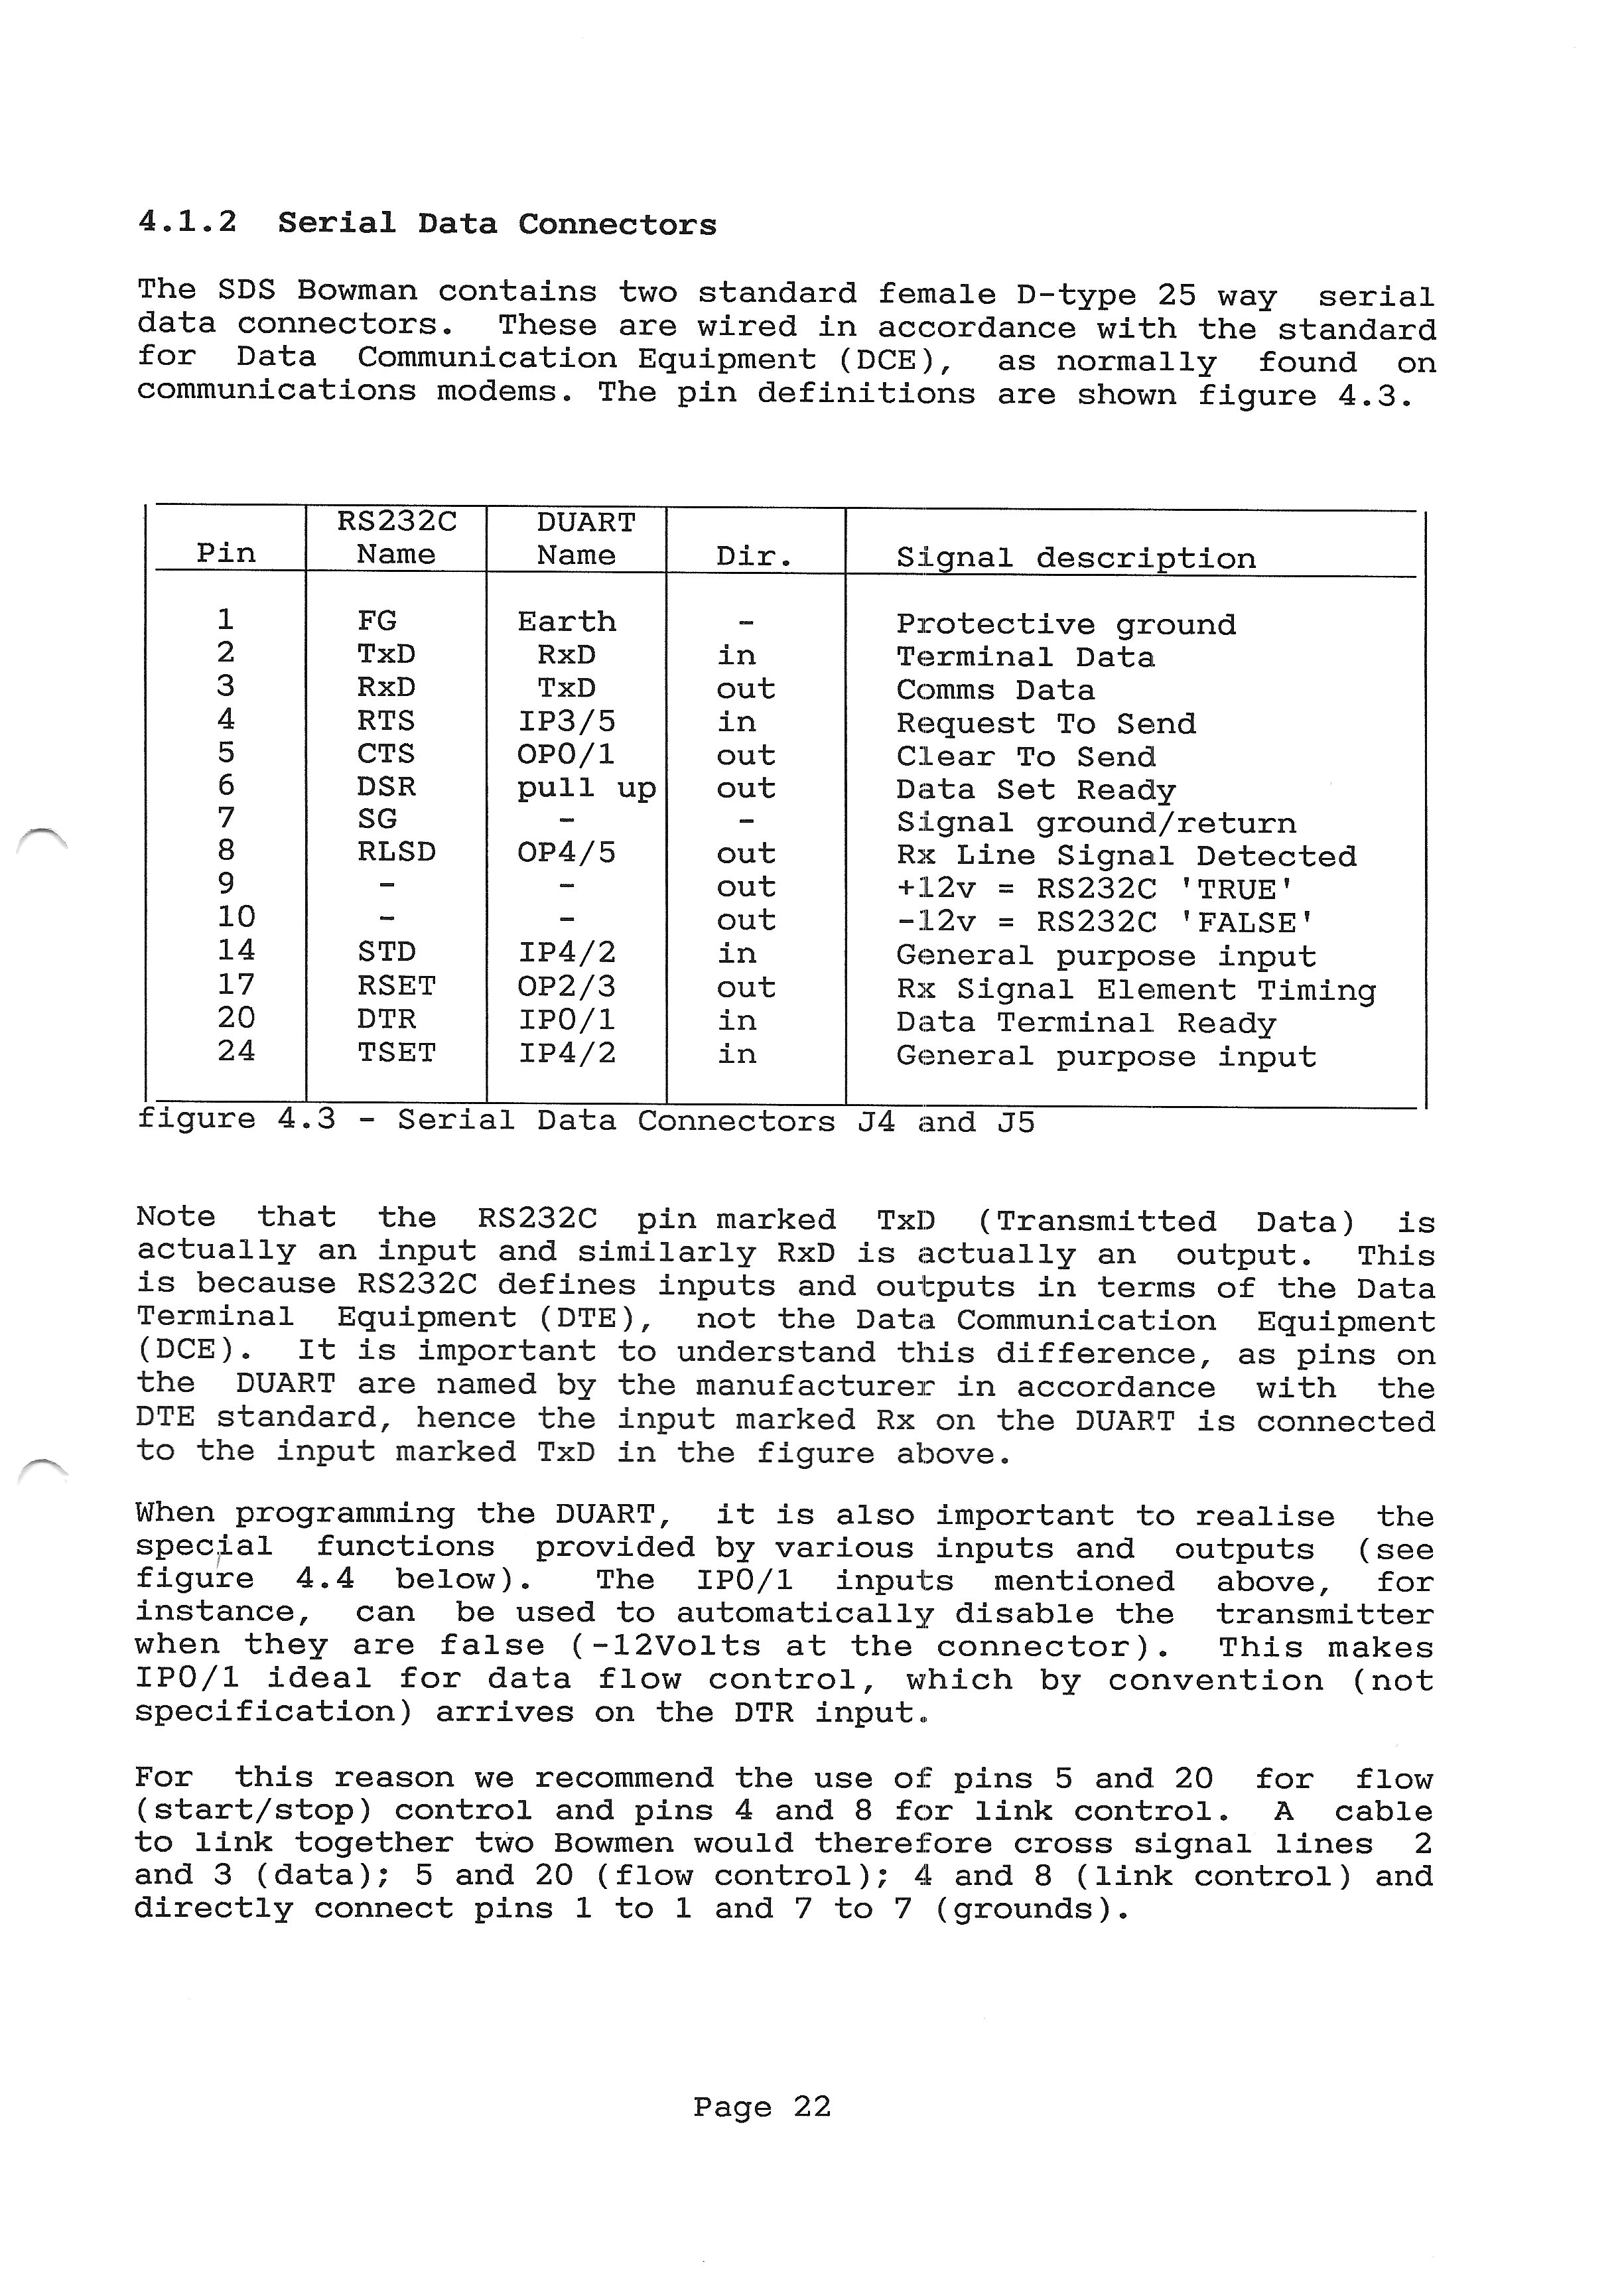 4.1.2  Serial Data Connectors
The SDS Bowman contains two standard female D-type 25 way  serial
data connectors.  These are wired in accordance with the standard
for  Data  Communication Equipment (DCE),  as normally  found  on
communications modems. The pin definitions are shown figure 4.3.
RS232C DUART
Pin Name Name Dir. Signal description
1 FG Earth - Protective ground
2 TxD RxD in Terminal Data
3 RxD TxD out Comms Data
4 RTS IP3/5 in Request To Send
5 CTS OP0/1 out Clear To Send
6 DSR pull up out Data Set Ready
7 SG - - Signal ground/return
8 RLSD OP4/5 out Rx Line Signal Detected
9 - - out +12v = RS232C 'TRUE'
10 - - out -12v = RS232C 'FALSE'
14 STD IP4/2 in General purpose input
17 RSET OP2/3 out Rx Signal Element Timing
20 DTR IP0/1 in Data Terminal Ready
24 TSET IP4/2 in General purpose input
figure 4.3 - Serial Data Connectors J4 and J5
Note  that  the  RS232C  pin marked  TxD  (Transmitted  Data)  is
actually an input and similarly RxD is actually an  output.  This
is because RS232C defines inputs and outputs in terms of the Data
Terminal  Equipment (DTE),  not the Data Communication  Equipment
(DCE).  It is important to understand this difference, as pins on
the  DUART are named by the manufacturer in accordance  with  the
DTE standard, hence the input marked Rx on the DUART is connected
to the input marked TxD in the figure above.
When programming the DUART,  it is also important to realise  the
special  functions  provided by various inputs and  outputs  (see
figure  4.4  below).   The  IP0/1  inputs  mentioned  above,  for
instance,  can  be used to automatically disable the  transmitter
when they are false (-12Volts at the connector).  This makes
IP0/1 ideal for data flow control, which by convention (not
specification) arrives on the DTR input.
For  this reason we recommend the use of pins 5 and 20  for  flow
(start/stop) control and pins 4 and 8 for link control.  A  cable
to link together two Bowmen would therefore cross signal lines  2
and 3 (data); 5 and 20 (flow control); 4 and 8 (link control) and
directly connect pins 1 to 1 and 7 to 7 (grounds).
Page 22